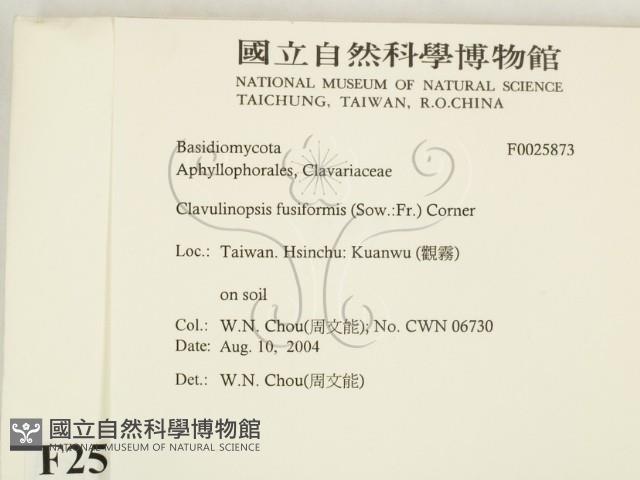 國立自然科學博物館
NATIONAL MUSEUM OF NATURAL SCIENCE
TAICHUNG, TAIWAN, R.O.CHINA
Basidiomycota F0025873
Aphyllophorales, Clavariaceae
Clavulinopsis fusiformis (Sow.:Fr.) Corner
Loc.: Taiwan. Hsinchu: Kuanwu (觀霧)
on soil
Col.: W.N. Chou(周文能); No. CWN 06730
Date: Aug. 10, 2004
Det.: W.N. Chou(周文能)
國立自然科學博物館
NATIONAL MUSEUM OF NATURAL SCIENCE
F25